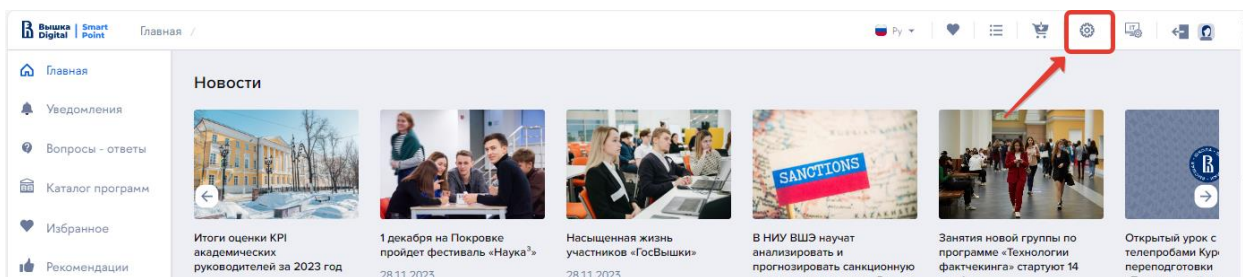 Вышка Digital | Smart Point
Главная /
Ру
Главная
Уведомления
Вопросы - ответы
Каталог программ
Избранное
Рекомендации
Новости
Итоги оценки KPI
академических
руководителей за 2023 год
1 декабря на Покровке
пройдет фестиваль «Наука³»
28.11.2023
Насыщенная жизнь
участников «ГосВышки»
28.11.2023
SANCTIONS
В НИУ ВШЭ научат
анализировать и
прогнозировать санкционную
Занятия новой группы по
программе «Технологии
фактчекинга» стартуют 14
Открытый урок с
телепробами Кур
переподготовки